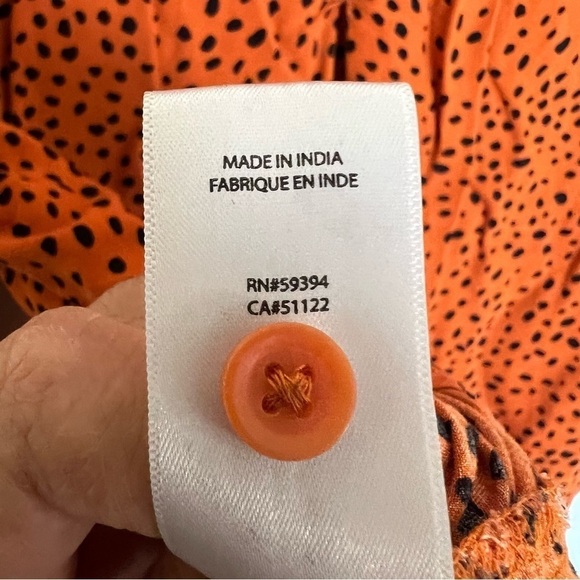 MADE IN INDIA
FABRIQUE EN INDE
RN#59394
CA#51122